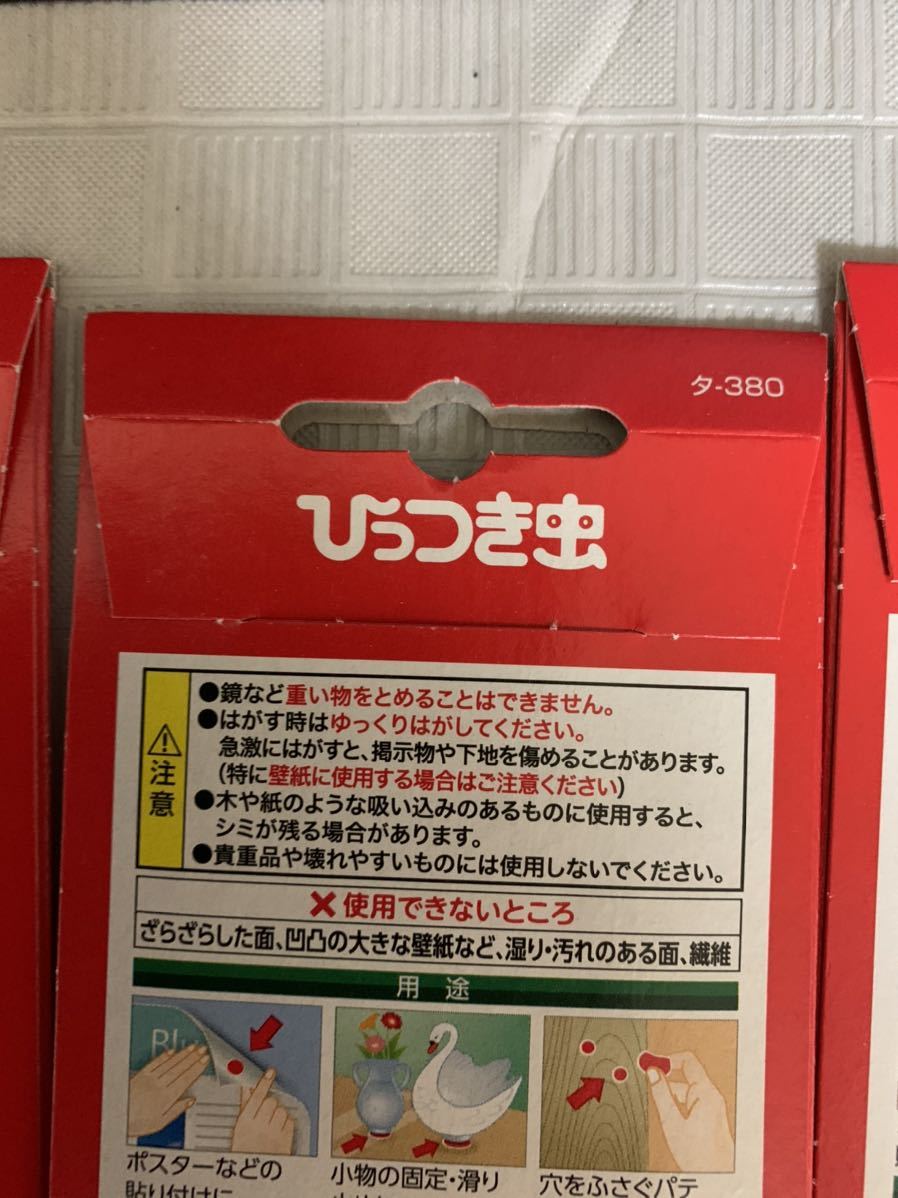 タ-380
ひっつき虫
注意
●鏡など重い物をとめることはできません。
●はがす時はゆっくりはがしてください。
急激にはがすと、掲示物や下地を傷めることがあります。
(特に壁紙に使用する場合はご注意ください)
●木や紙のような吸い込みのあるものに使用すると、
シミが残る場合があります。
●貴重品や壊れやすいものには使用しないでください。
×使用できないところ
ざらざらした面、凹凸の大きな壁紙など、湿り・汚れのある面、繊維
用途
ポスターなどの
貼り付けに
小物の固定・滑り
穴をふさぐパテ